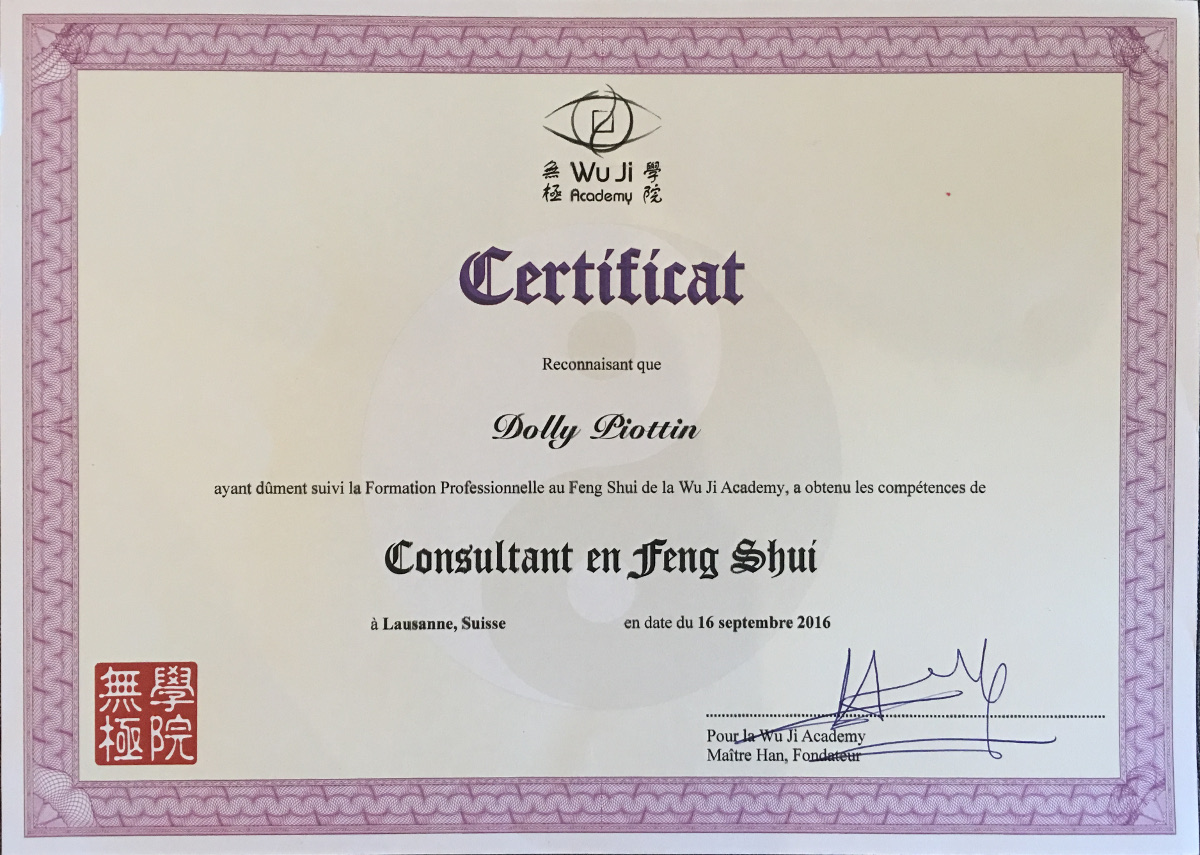 無 Wu Ji 學
極 Academy 院
Certificat
Reconnaisant que
Dolly Piottin
ayant dûment suivi la Formation Professionnelle au Feng Shui de la Wu Ji Academy, a obtenu les compétences de
Consultant en Feng Shui
à Lausanne, Suisse en date du 16 septembre 2016
無學
極院
Pour la Wu Ji Academy
Maître Han, Fondateur